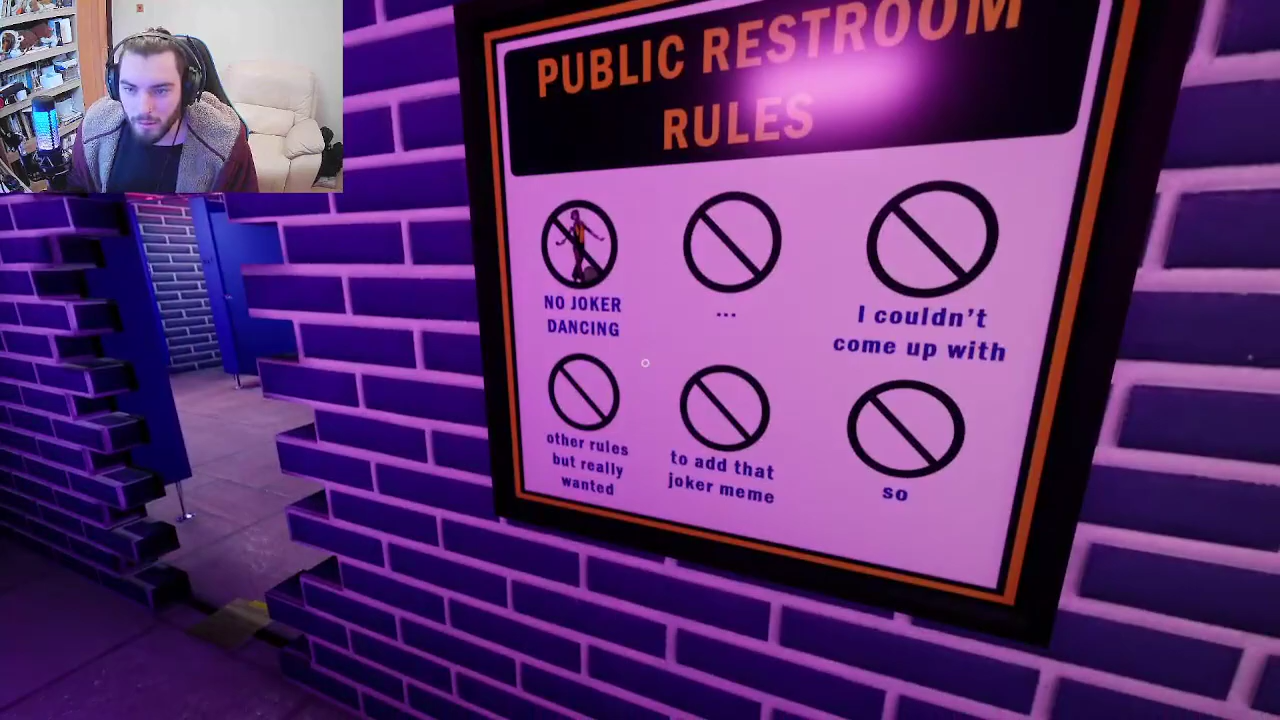 PUBLIC RESTROOM
RULES
NO JOKER
DANCING
...
I couldn't
come up with
other rules
but really
wanted
to add that
joker meme
so